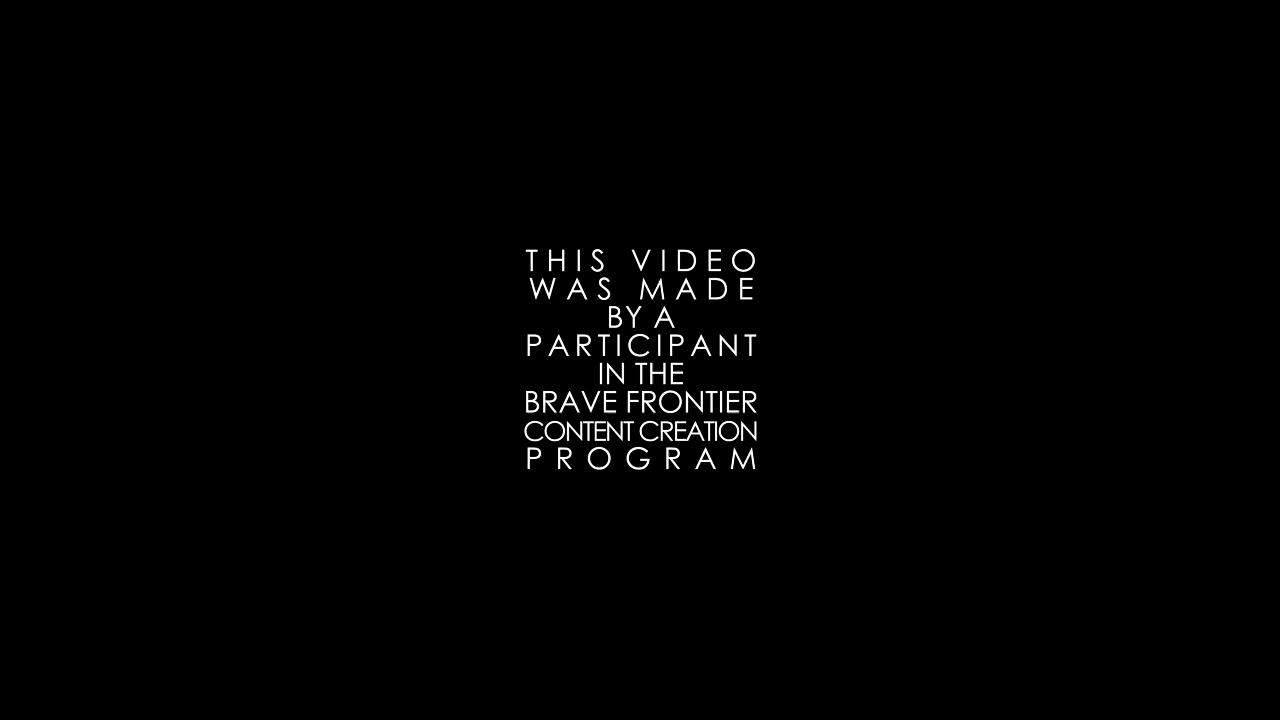 THIS VIDEO
WAS MADE
BY A
PARTICIPANT
IN THE
BRAVE FRONTIER
CONTENT CREATION
PROGRAM